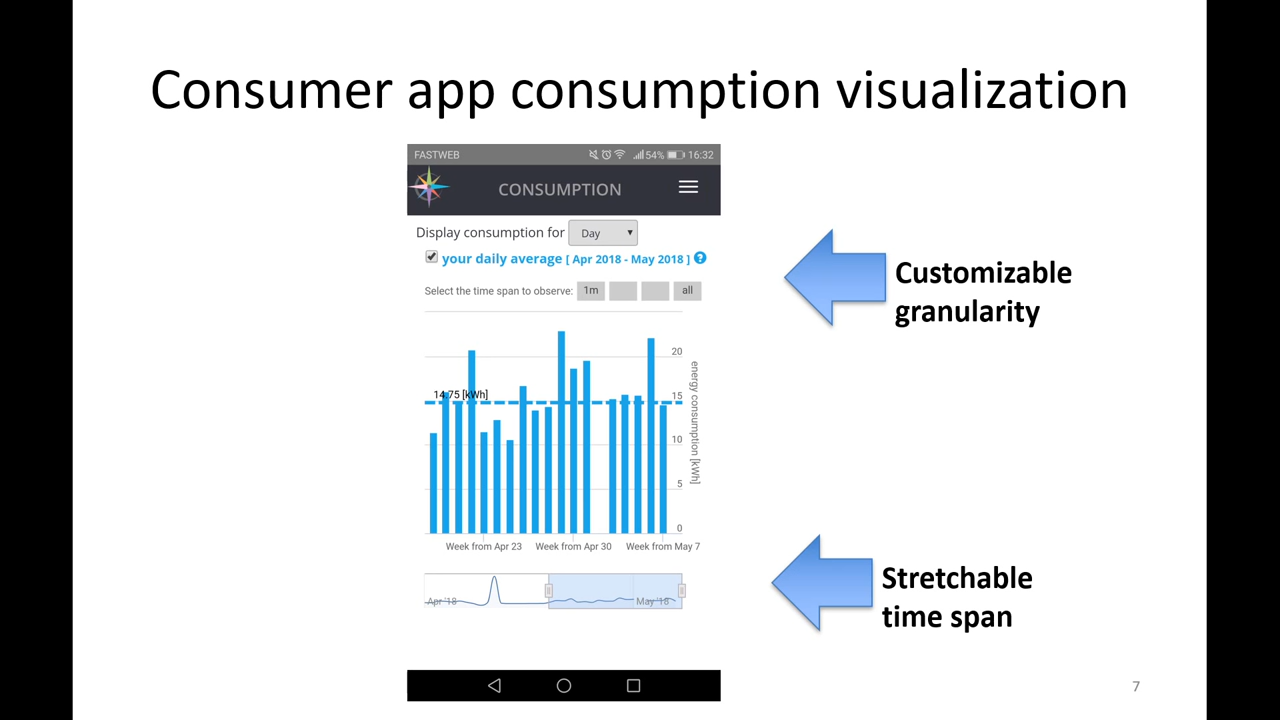 Consumer app consumption visualization
FASTWEB
54% 16:32
CONSUMPTION
Display consumption for Day
your daily average [ Apr 2018 - May 2018 ] ?
Select the time span to observe: 1m all
20
14.75 [kWh]
15
10
5
0
energy consumption [kWh]
Week from Apr 23 Week from Apr 30 Week from May 7
Apr '18 May '18
Customizable
granularity
Stretchable
time span
7